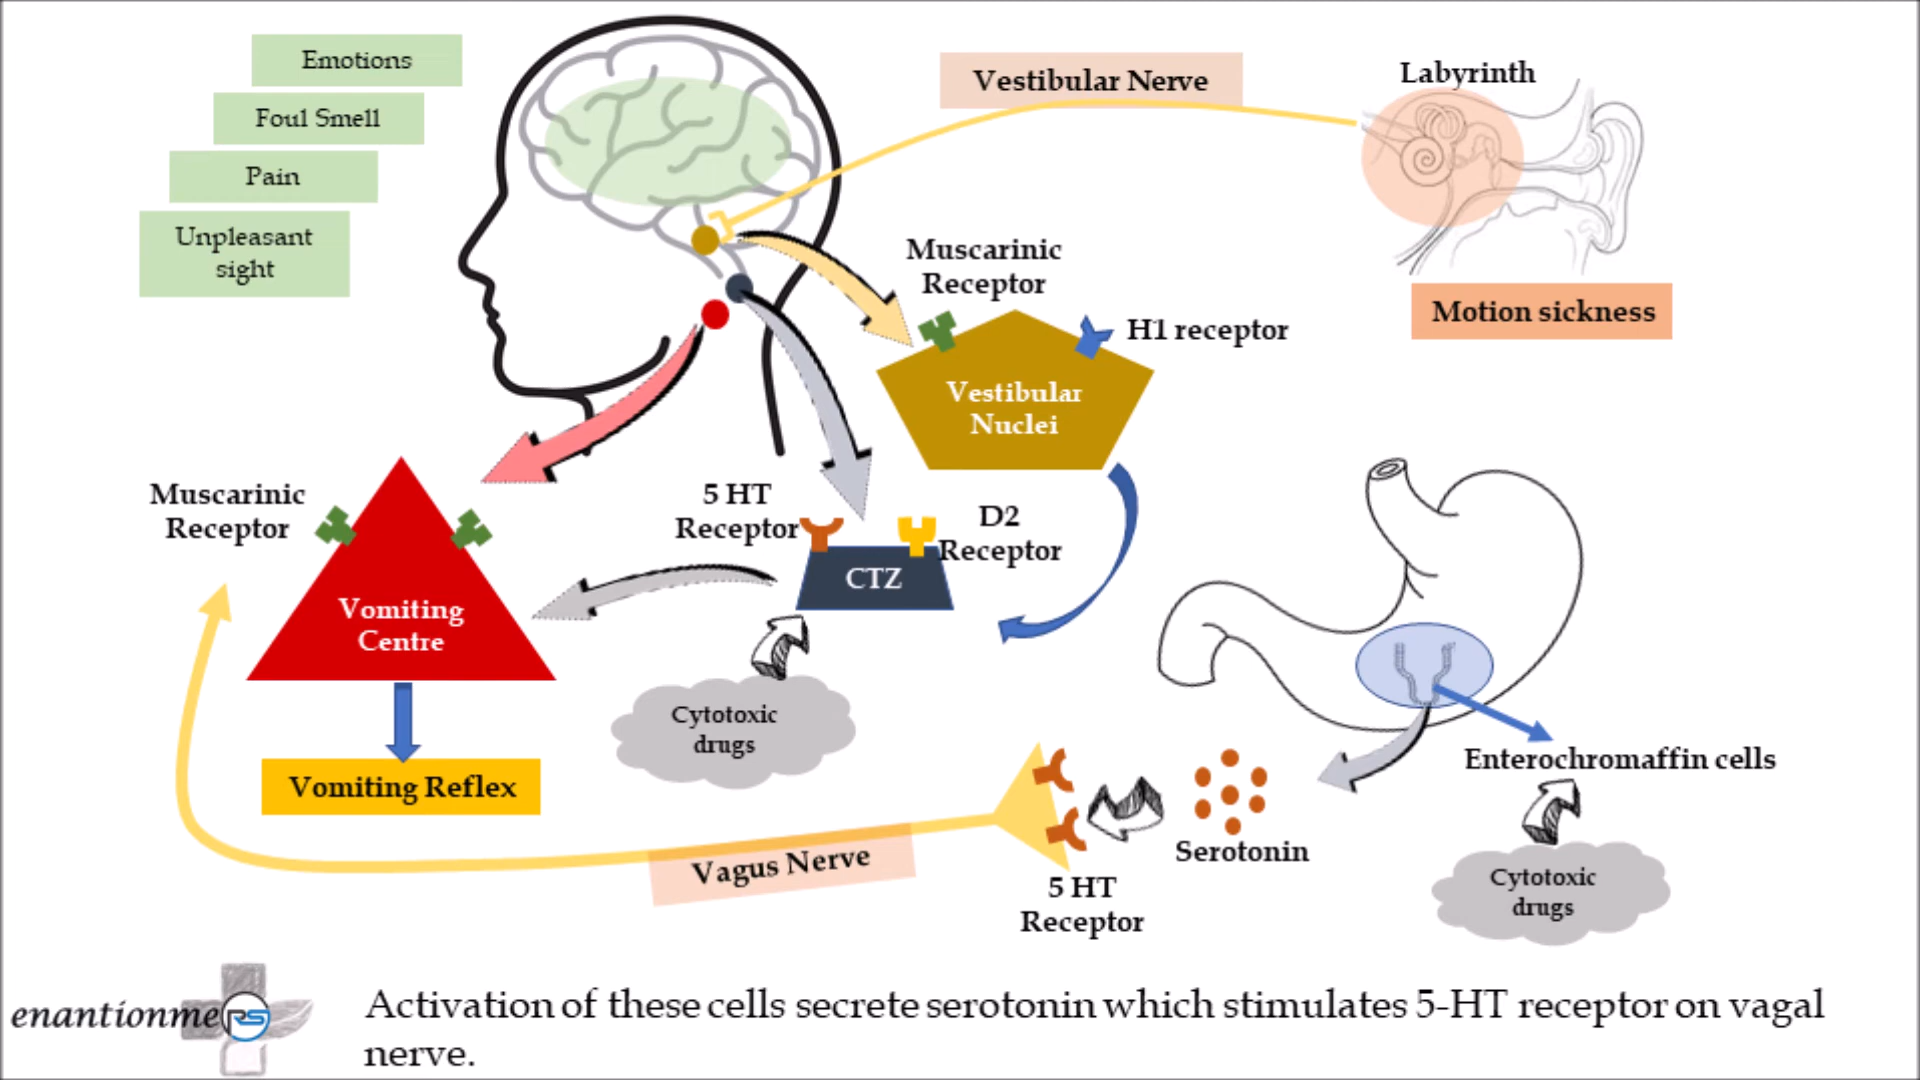 Emotions
Foul Smell
Pain
Unpleasant
sight
Vestibular Nerve
Labyrinth
Motion sickness
Muscarinic
Receptor
H1 receptor
Vestibular
Nuclei
Muscarinic
Receptor
5 HT
Receptor
D2
Receptor
CTZ
Vomiting
Centre
Cytotoxic
drugs
Vomiting Reflex
Vagus Nerve
5 HT
Receptor
Serotonin
Enterochromaffin cells
Cytotoxic
drugs
enantionmeRS
Activation of these cells secrete serotonin which stimulates 5-HT receptor on vagal
nerve.